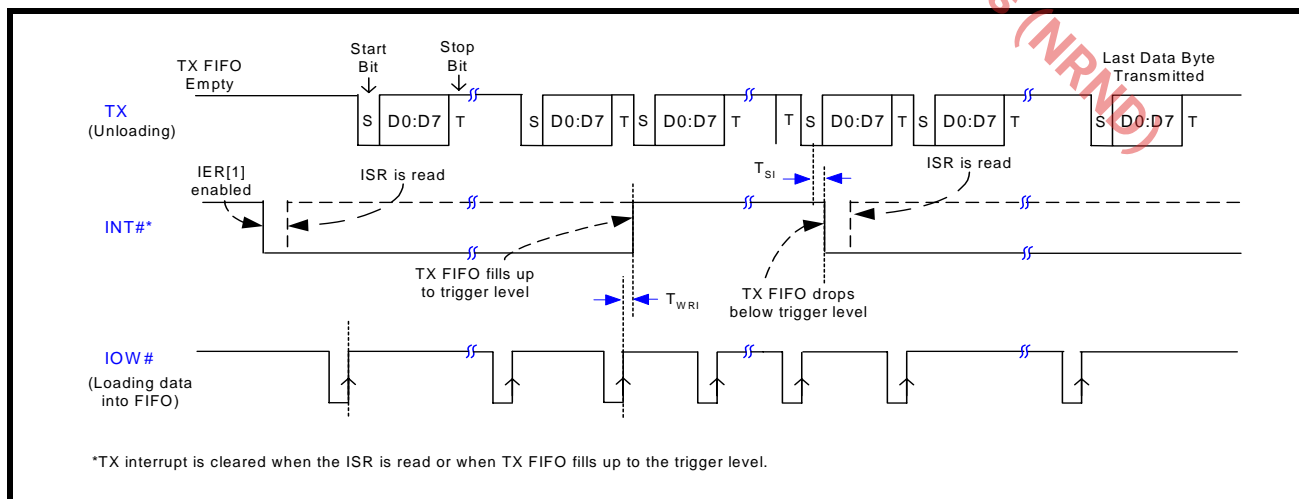 s (NRND)
Start
Bit
Stop
Bit
TX FIFO
Empty
Last Data Byte
Transmitted
TX
(Unloading)
S D0:D7 T S D0:D7 T S D0:D7 T T S D0:D7 T S D0:D7 T S D0:D7 T
IER[1]
enabled
ISR is read
TSI
ISR is read
INT#*
TX FIFO fills up
to trigger level
TWRI
TX FIFO drops
below trigger level
IOW#
(Loading data
into FIFO)
*TX interrupt is cleared when the ISR is read or when TX FIFO fills up to the trigger level.